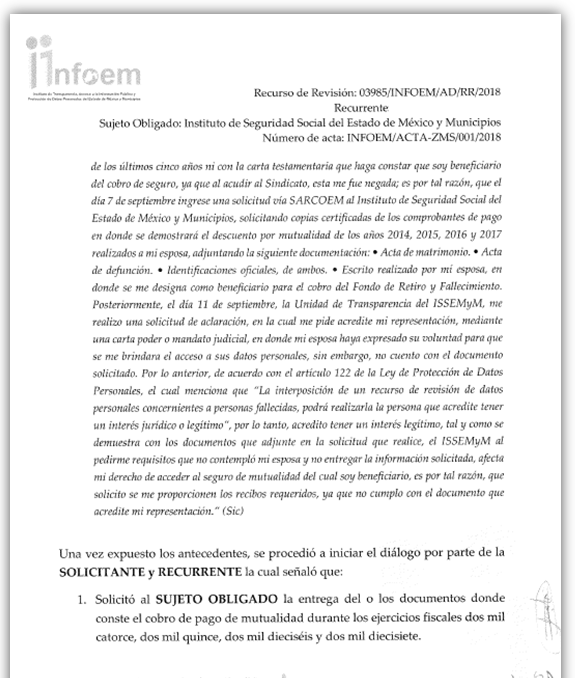 infoem
Instituto de Transparencia, Acceso a la Información Pública y
Protección de Datos Personales del Estado de México y Municipios
Recurso de Revisión: 03985/INFOEM/AD/RR/2018
Recurrente
Sujeto Obligado: Instituto de Seguridad Social del Estado de México y Municipios
Número de acta: INFOEM/ACTA-ZMS/001/2018
de los últimos cinco años ni con la carta testamentaria que haga constar que soy beneficiario
del cobro de seguro, ya que al acudir al Sindicato, esta me fue negada; es por tal razón, que el
día 7 de septiembre ingrese una solicitud vía SARCOEM al Instituto de Seguridad Social del
Estado de México y Municipios, solicitando copias certificadas de los comprobantes de pago
en donde se demostrará el descuento por mutualidad de los años 2014, 2015, 2016 y 2017
realizados a mi esposa, adjuntando la siguiente documentación: • Acta de matrimonio. • Acta
de defunción. • Identificaciones oficiales, de ambos. • Escrito realizado por mi esposa, en
donde se me designa como beneficiario para el cobro del Fondo de Retiro y Fallecimiento.
Posteriormente, el día 11 de septiembre, la Unidad de Transparencia del ISSEMyM, me
realizo una solicitud de aclaración, en la cual me pide acredite mi representación, mediante
una carta poder o mandato judicial, en donde mi esposa haya expresado su voluntad para que
se me brindara el acceso a sus datos personales, sin embargo, no cuento con el documento
solicitado. Por lo anterior, de acuerdo con el artículo 122 de la Ley de Protección de Datos
Personales, el cual menciona que “La interposición de un recurso de revisión de datos
personales concernientes a personas fallecidas, podrá realizarla la persona que acredite tener
un interés jurídico o legítimo”, por lo tanto, acredito tener un interés legítimo, tal y como se
demuestra con los documentos que adjunte en la solicitud que realice, el ISSEMyM al
pedirme requisitos que no contempló mi esposa y no entregar la información solicitada, afecta
mi derecho de acceder al seguro de mutualidad del cual soy beneficiario, es por tal razón, que
solicito se me proporcionen los recibos requeridos, ya que no cumplo con el documento que
acredite mi representación.” (Sic)
Una vez expuesto los antecedentes, se procedió a iniciar el diálogo por parte de la
SOLICITANTE y RECURRENTE la cual señaló que:
1. Solicitó al SUJETO OBLIGADO la entrega del o los documentos donde
conste el cobro de pago de mutualidad durante los ejercicios fiscales dos mil
catorce, dos mil quince, dos mil dieciséis y dos mil diecisiete.